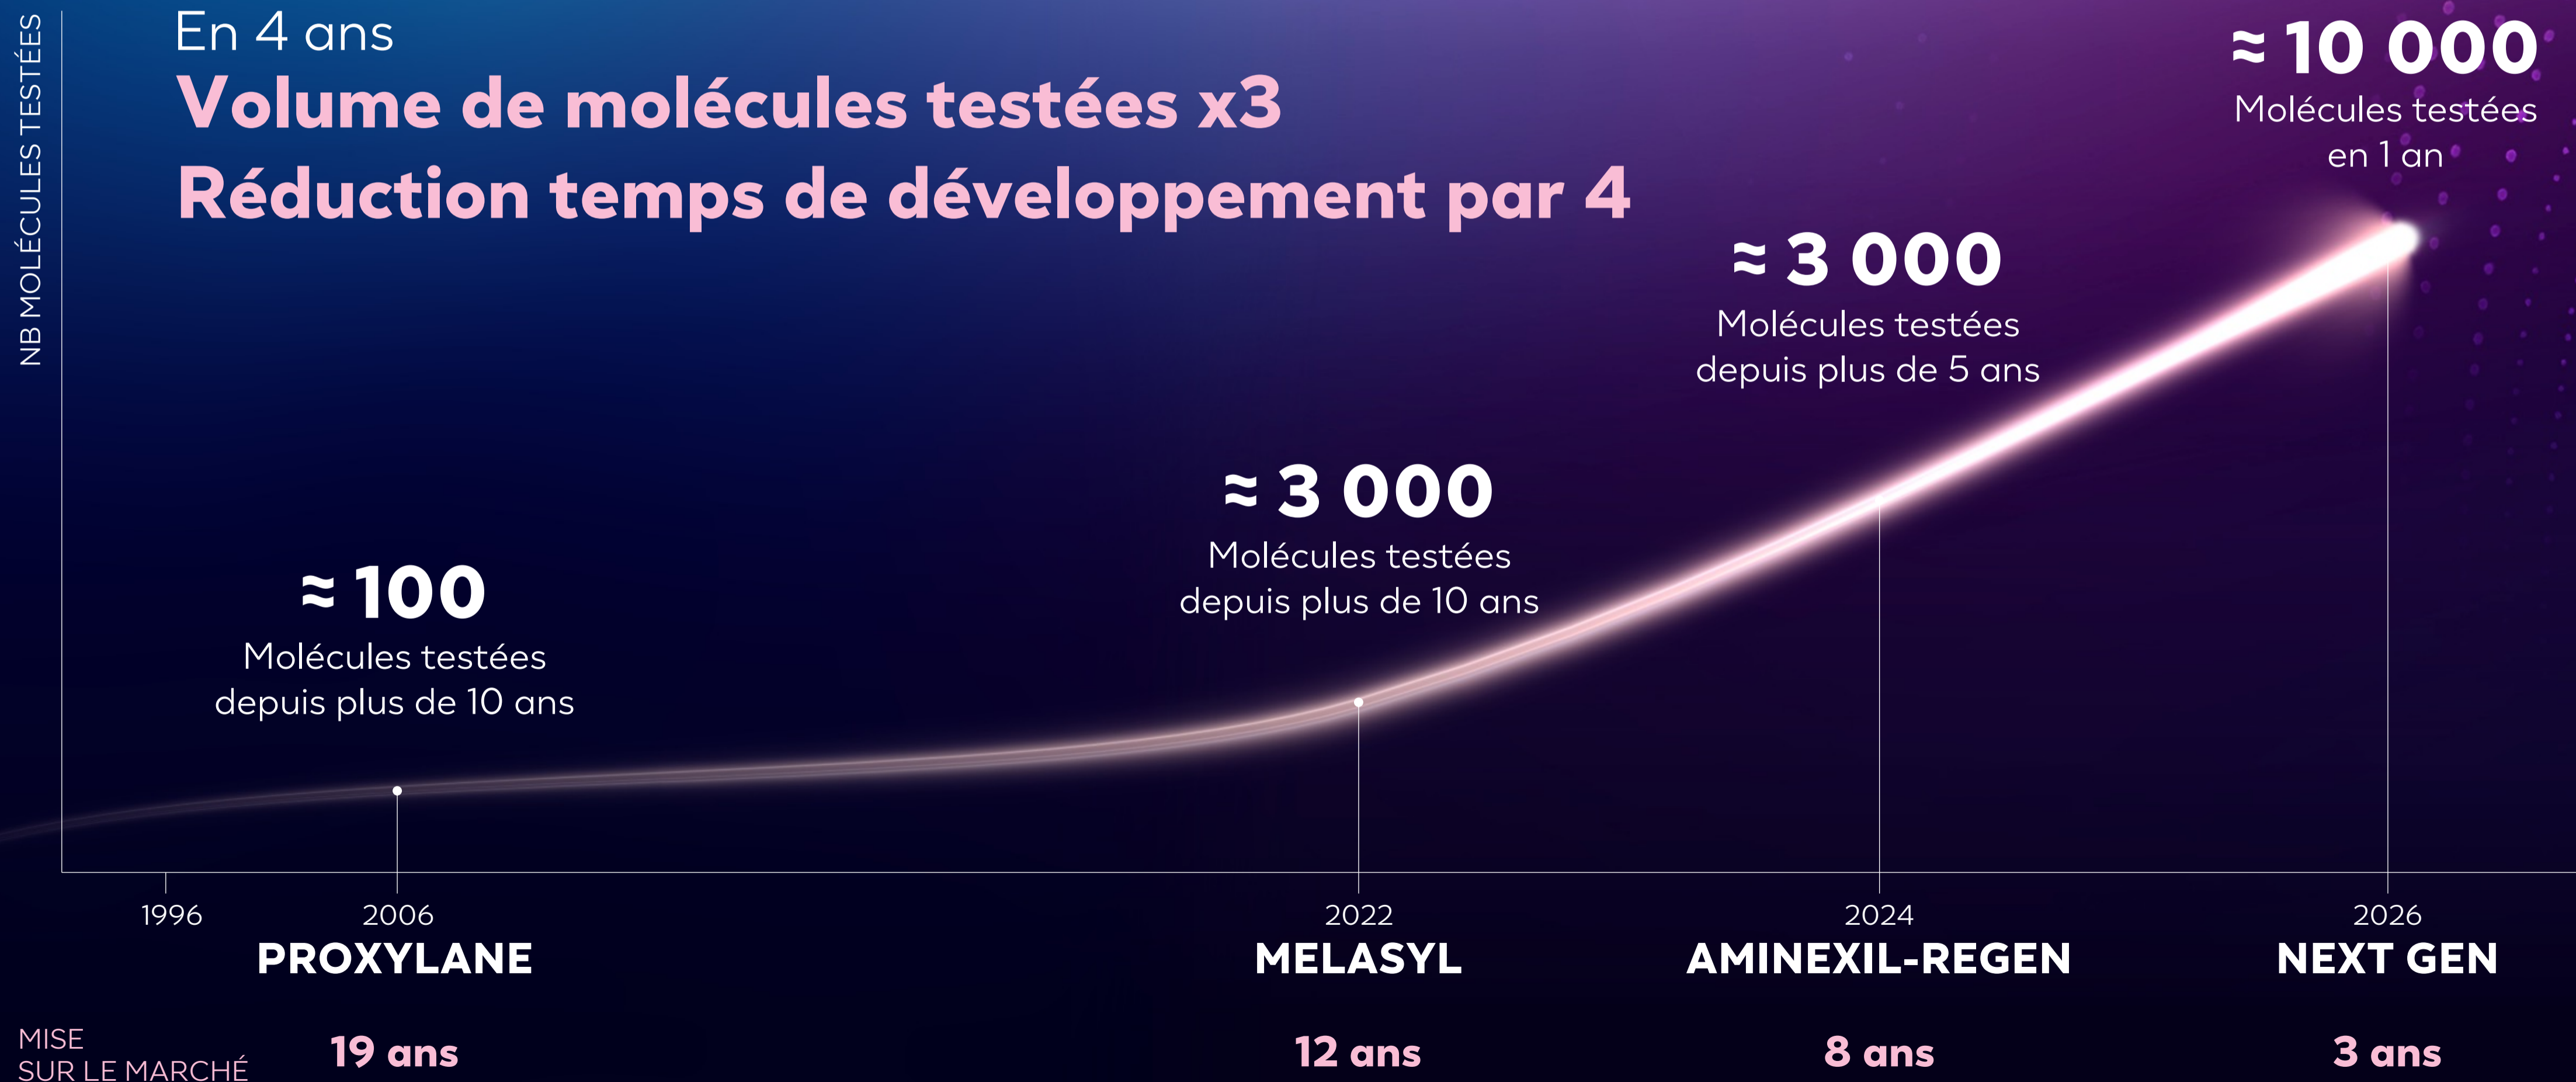 NB MOLÉCULES TESTÉES
En 4 ans
Volume de molécules testées x3
Réduction temps de développement par 4
≈ 100
Molécules testées
depuis plus de 10 ans
≈ 3 000
Molécules testées
depuis plus de 10 ans
≈ 3 000
Molécules testées
depuis plus de 5 ans
≈ 10 000
Molécules testées
en 1 an
1996
2006
2022
2024
2026
PROXYLANE
MELASYL
AMINEXIL-REGEN
NEXT GEN
MISE
SUR LE MARCHÉ
19 ans
12 ans
8 ans
3 ans